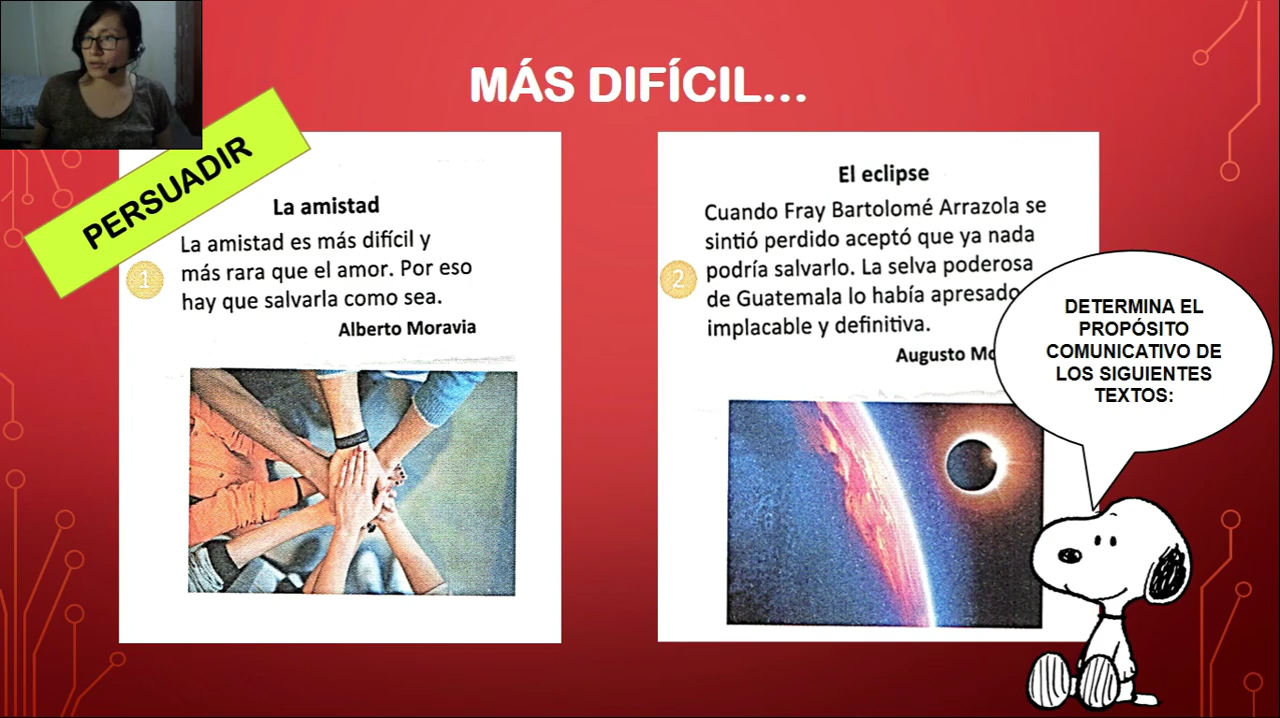 MÁS DIFÍCIL...
PERSUADIR
La amistad
1
La amistad es más difícil y
más rara que el amor. Por eso
hay que salvarla como sea.
Alberto Moravia
El eclipse
2
Cuando Fray Bartolomé Arrazola se
sintió perdido aceptó que ya nada
podría salvarlo. La selva poderosa
de Guatemala lo había apresado
implacable y definitiva.
Augusto
DETERMINA EL
PROPÓSITO
COMUNICATIVO DE
LOS SIGUIENTES
TEXTOS: